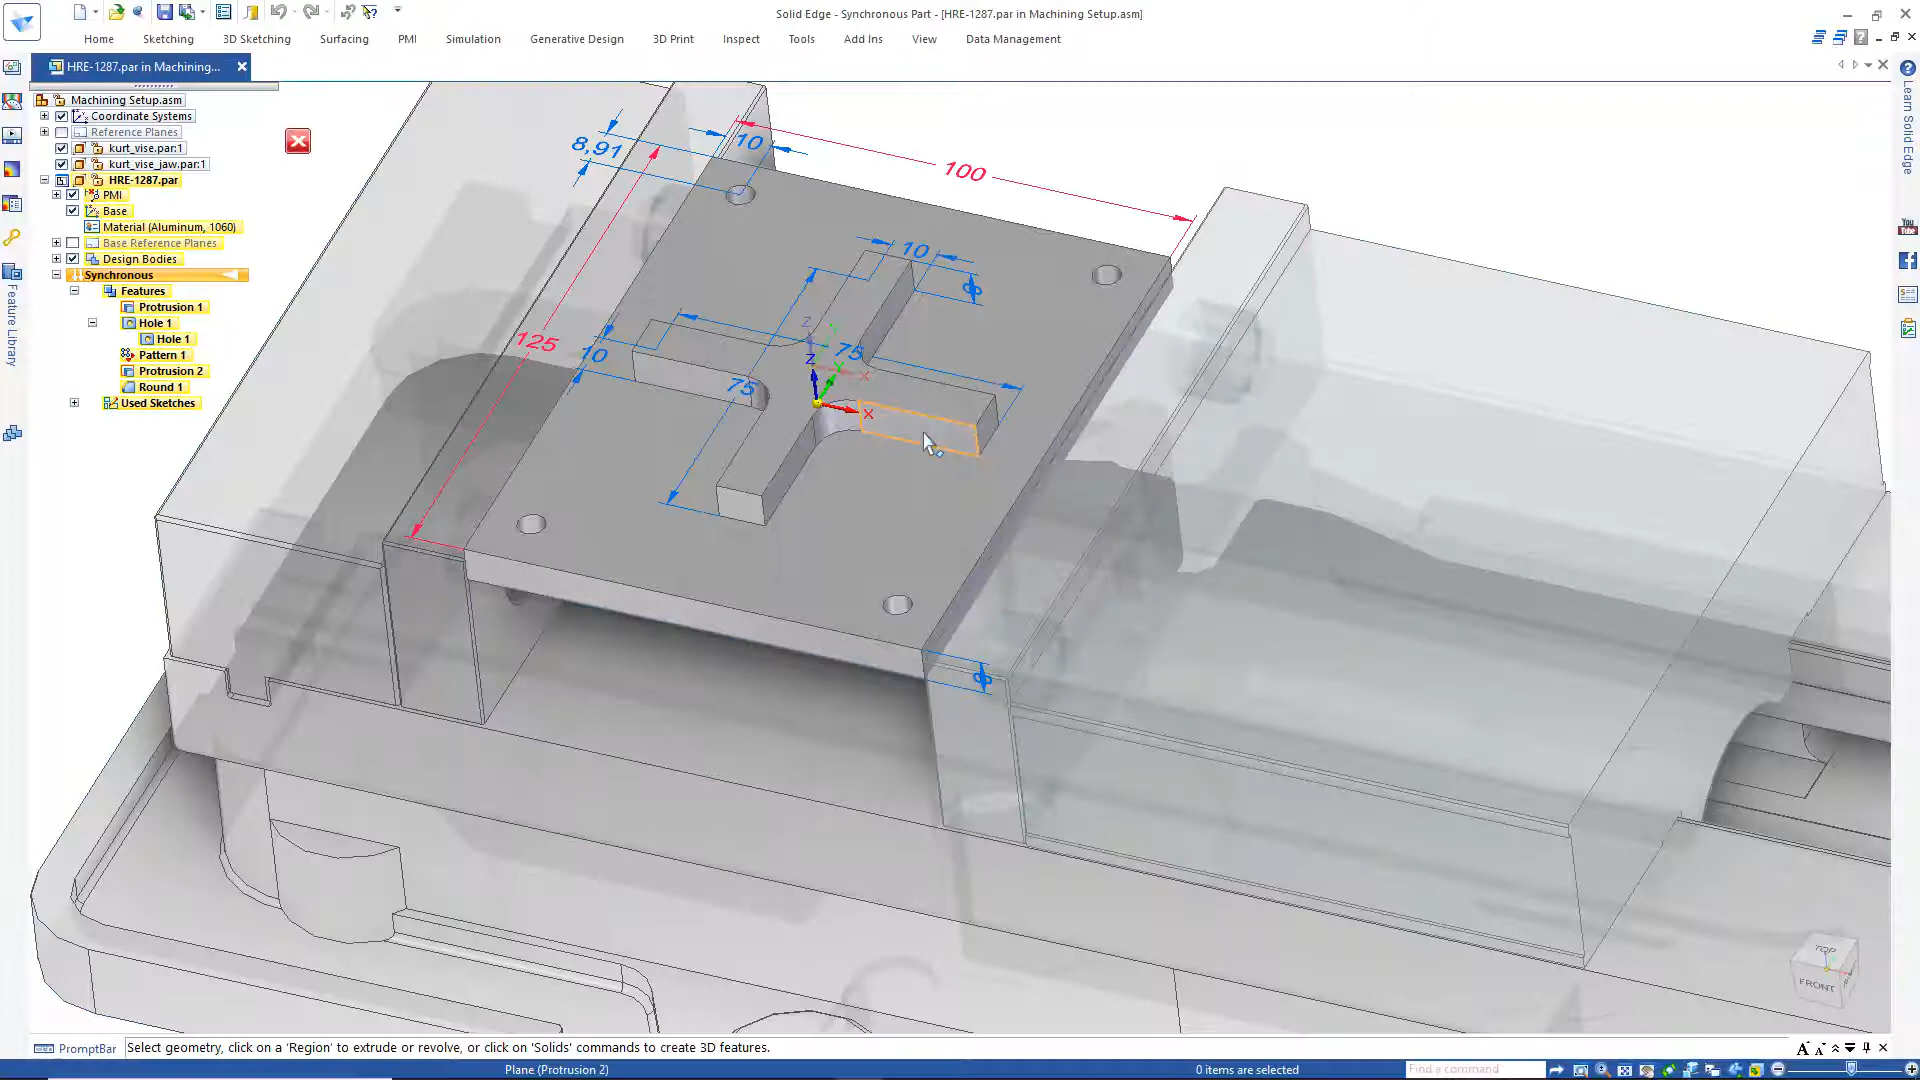 Solid Edge - Synchronous Part - [HRE-1287.par in Machining Setup.asm]
Home Sketching 3D Sketching Surfacing PMI Simulation Generative Design 3D Print Inspect Tools Add Ins View Data Management
HRE-1287.par in Machining...
Machining Setup.asm
Coordinate Systems
Reference Planes
kurt_vise.par:1
kurt_vise_jaw.par:1
HRE-1287.par
PMI
Base
Material (Aluminum, 1060)
Base Reference Planes
Design Bodies
Synchronous
Features
Protrusion 1
Hole 1
Hole 1
Pattern 1
Protrusion 2
Round 1
Used Sketches
Feature Library
Learn Solid Edge
You
8,91
10
100
10
125
10
75
75
Z
X
Z
X
TOP
FRONT
PromptBar
Select geometry, click on a 'Region' to extrude or revolve, or click on 'Solids' commands to create 3D features.
Plane (Protrusion 2)
0 items are selected
Find a command